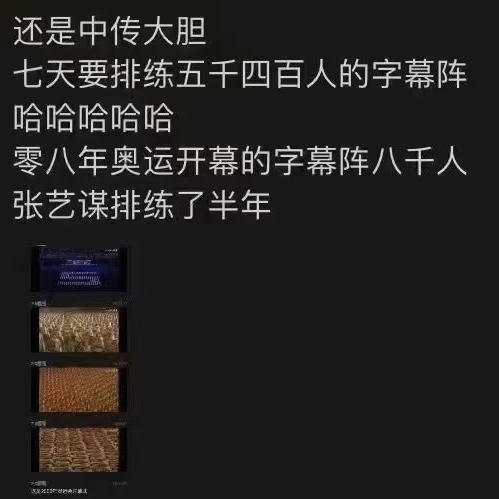 还是中传大胆
七天要排练五千四百人的字幕阵
哈哈哈哈哈
零八年奥运开幕的字幕阵八千人
张艺谋排练了半年